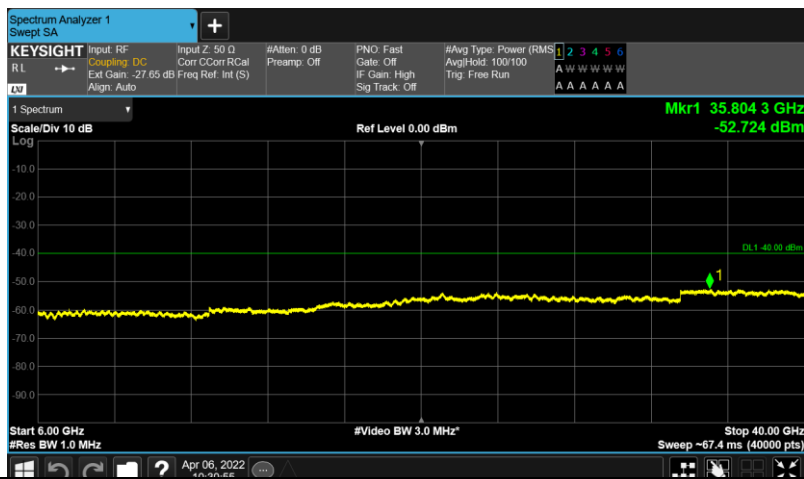 Spectrum Analyzer 1
Swept SA
+
KEYSIGHT
RL
LXI
Input: RF
Coupling: DC
Ext Gain: -27.65 dB
Align: Auto
Input Z: 50 Ω
Corr CCorr RCal
Freq Ref: Int (S)
#Atten: 0 dB
Preamp: Off
PNO: Fast
Gate: Off
IF Gain: High
Sig Track: Off
#Avg Type: Power (RMS
Avg|Hold: 100/100
Trig: Free Run
1 2 3 4 5 6
A W W W W W
A A A A A A
1 Spectrum
Scale/Div 10 dB
Log
Ref Level 0.00 dBm
Mkr1 35.804 3 GHz
-52.724 dBm
-10.0
-20.0
-30.0
-40.0
DL1 -40.00 dBm
-50.0
1
-60.0
-70.0
-80.0
-90.0
Start 6.00 GHz
#Res BW 1.0 MHz
#Video BW 3.0 MHz*
Stop 40.00 GHz
Sweep ~67.4 ms (40000 pts)
?
Apr 06, 2022